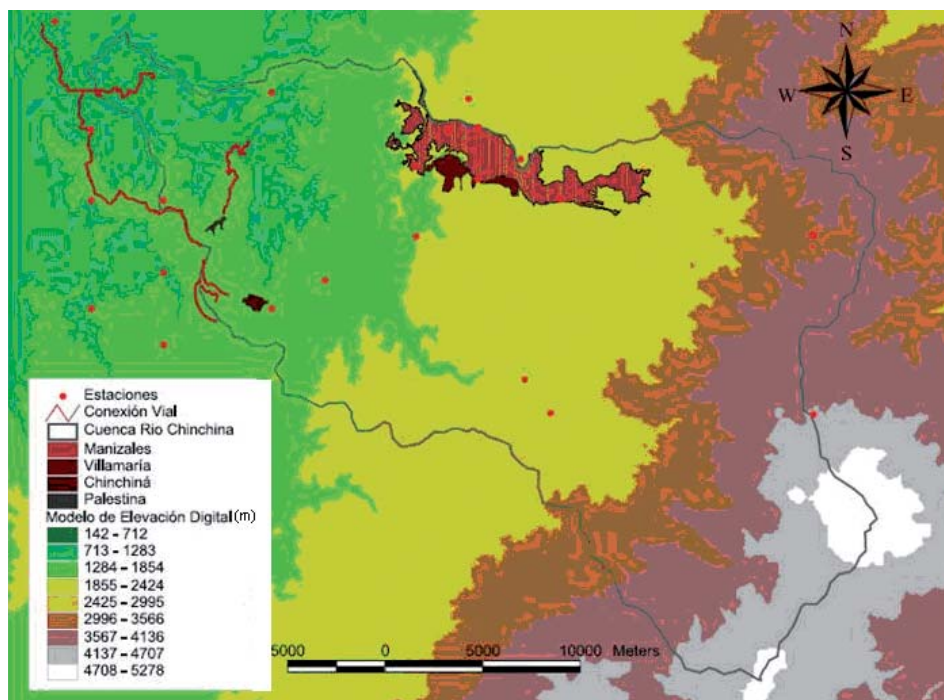 N
W E
S
Estaciones
Conexión Vial
Cuenca Rio Chinchina
Manizales
Villamaría
Chinchiná
Palestina
Modelo de Elevación Digital(m)
142 - 712
713 - 1283
1284 - 1854
1855 - 2424
2425 - 2995
2996 - 3566
3567 - 4136
4137 - 4707
4708 - 5278
5000 0 5000 10000 Meters